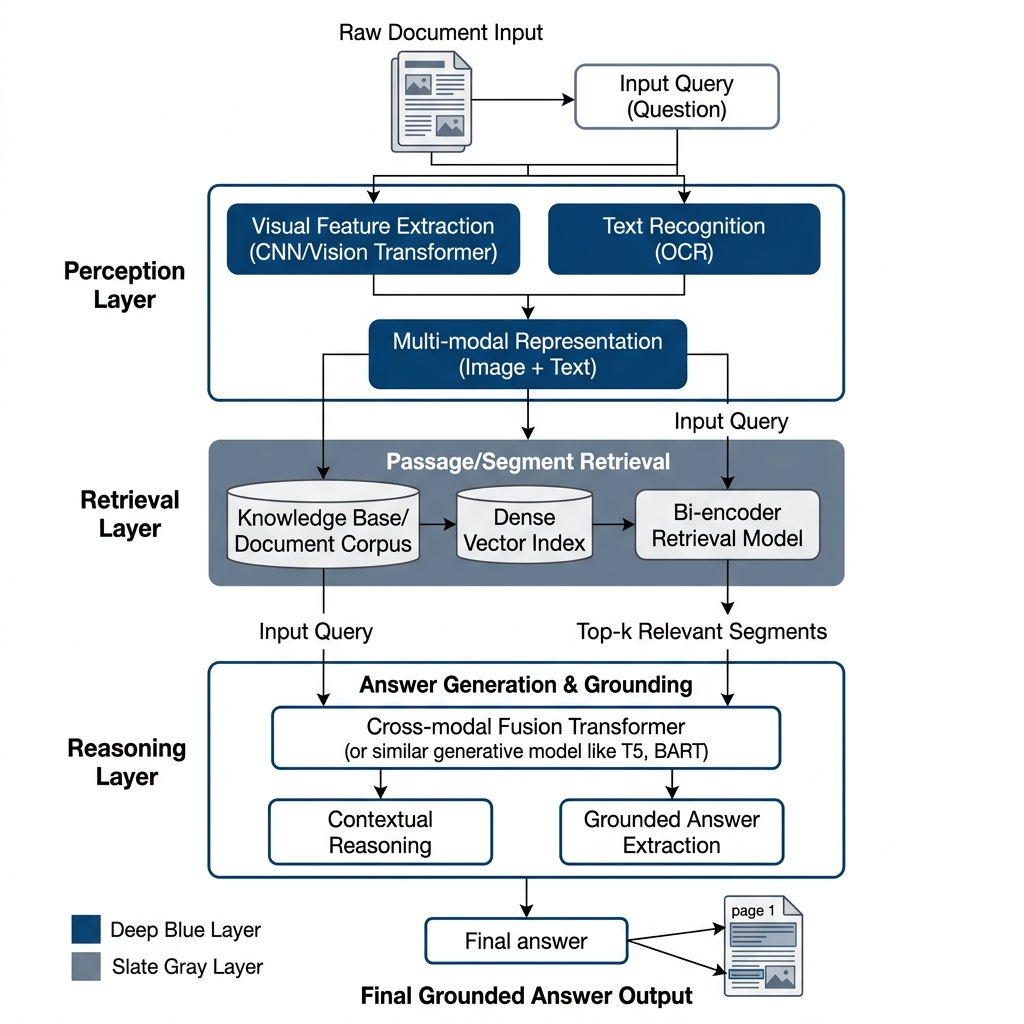 Raw Document Input
Input Query
(Question)
Visual Feature Extraction
(CNN/Vision Transformer)
Text Recognition
(OCR)
Perception
Layer
Multi-modal Representation
(Image + Text)
Input Query
Passage/Segment Retrieval
Retrieval
Layer
Knowledge Base/
Document Corpus
Dense
Vector Index
Bi-encoder
Retrieval Model
Input Query
Top-k Relevant Segments
Answer Generation & Grounding
Reasoning
Layer
Cross-modal Fusion Transformer
(or similar generative model like T5, BART)
Contextual
Reasoning
Grounded Answer
Extraction
Deep Blue Layer
Slate Gray Layer
Final answer
page 1
Final Grounded Answer Output